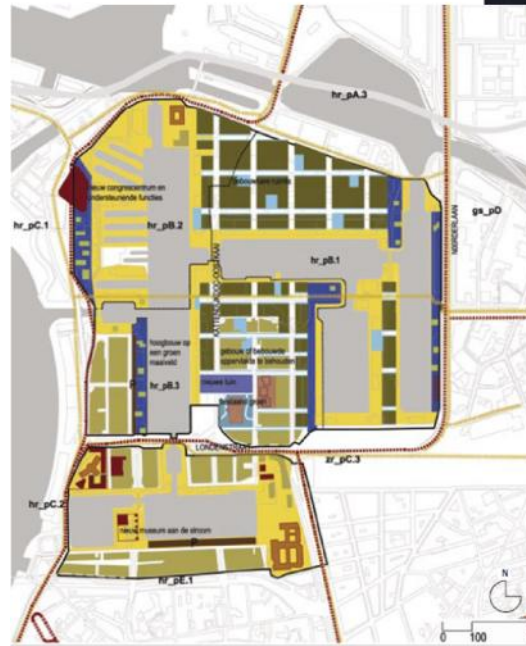 hr_pA.3
nieuw congrescentrum en
ondersteunende functies
hr_pC.1
hr_pB.2
gs_pD
NOORDERLAAN
hr_pB.1
hoogbouw op
een groen
maaiveld
hr_pB.3
P
nieuwe tuin
LONDENSTRAAT
zr_pC.3
hr_pC.2
nieuw museum aan de stroom
P
hr_pE.1
N
0 100